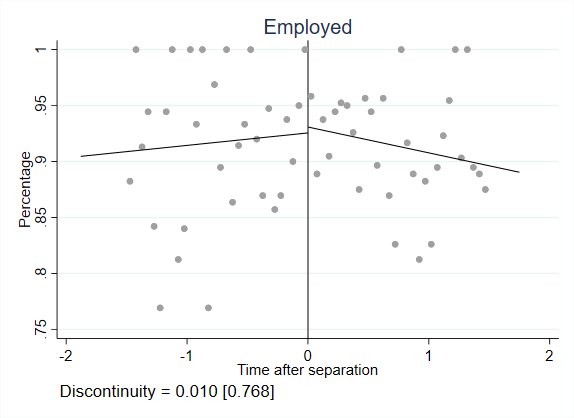 Employed
1
.95
.9
.85
.8
.75
Percentage
-2
-1
0
1
2
Time after separation
Discontinuity = 0.010 [0.768]